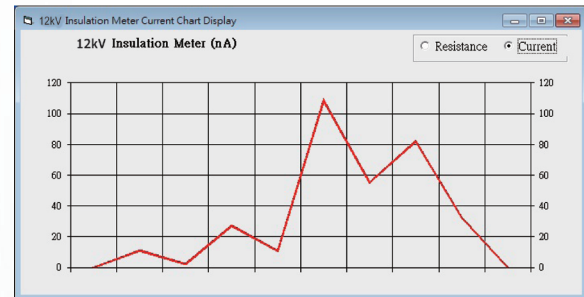 12kV Insulation Meter Current Chart Display
12kV Insulation Meter (nA)
Resistance Current
120 120
100 100
80 80
60 60
40 40
20 20
0 0